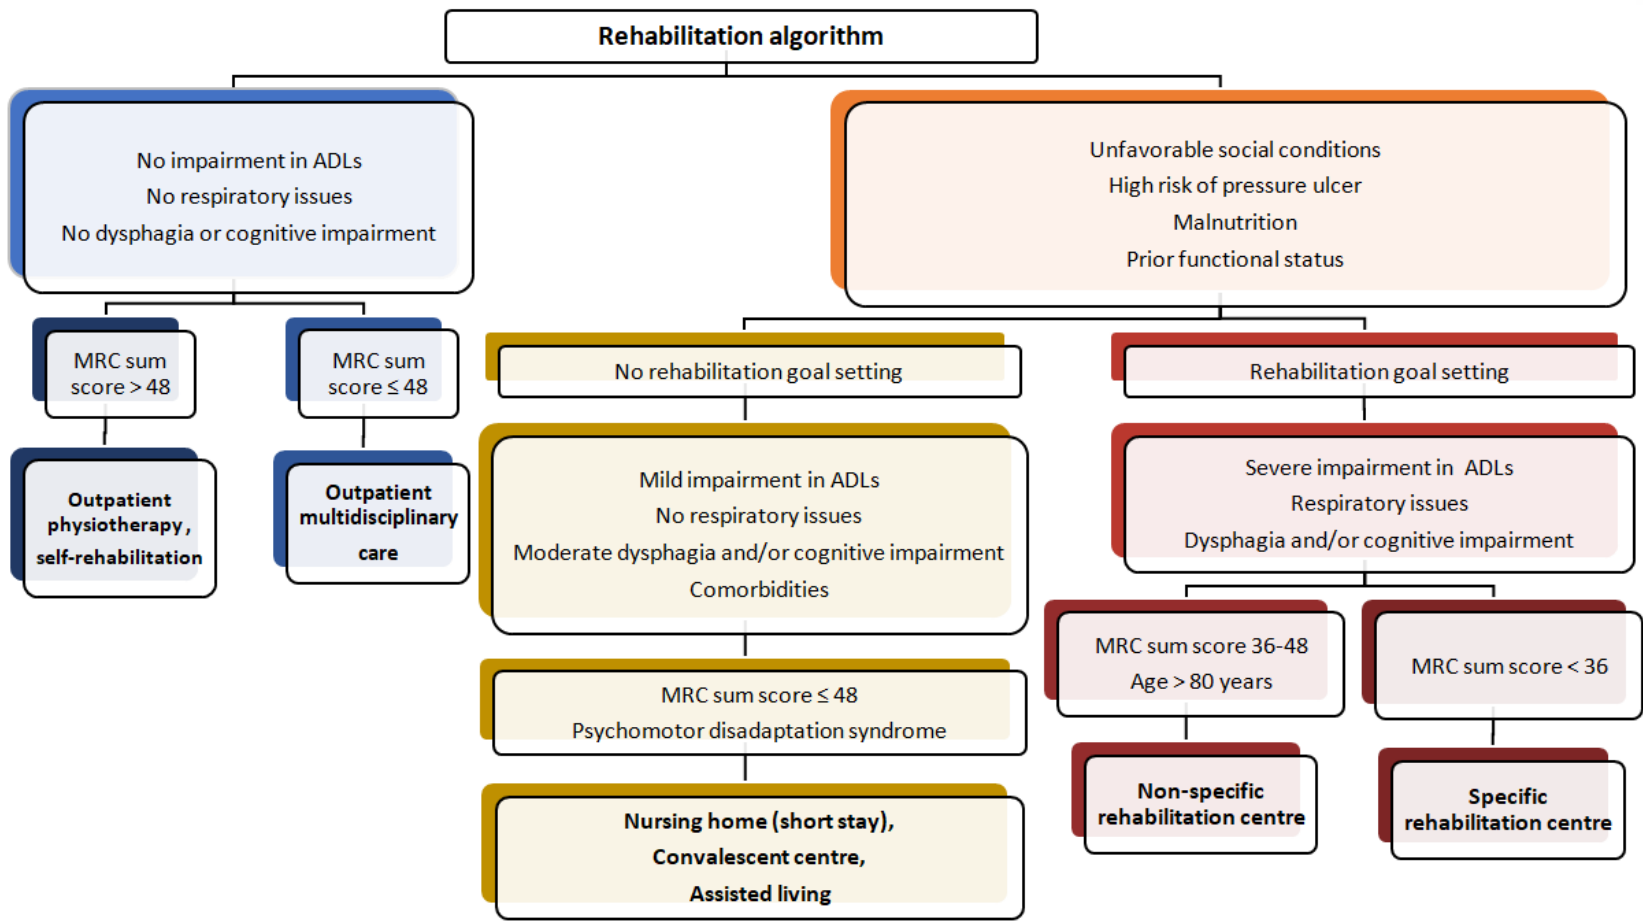 Rehabilitation algorithm
No impairment in ADLs
No respiratory issues
No dysphagia or cognitive impairment
MRC sum
score > 48
Outpatient
physiotherapy ,
self-rehabilitation
MRC sum
score ≤ 48
Outpatient
multidisciplinary
care
Unfavorable social conditions
High risk of pressure ulcer
Malnutrition
Prior functional status
No rehabilitation goal setting
Mild impairment in ADLs
No respiratory issues
Moderate dysphagia and/or cognitive impairment
Comorbidities
MRC sum score ≤ 48
Psychomotor disadaptation syndrome
Nursing home (short stay),
Convalescent centre,
Assisted living
Rehabilitation goal setting
Severe impairment in ADLs
Respiratory issues
Dysphagia and/or cognitive impairment
MRC sum score 36-48
Age > 80 years
Non-specific
rehabilitation centre
MRC sum score < 36
Specific
rehabilitation centre